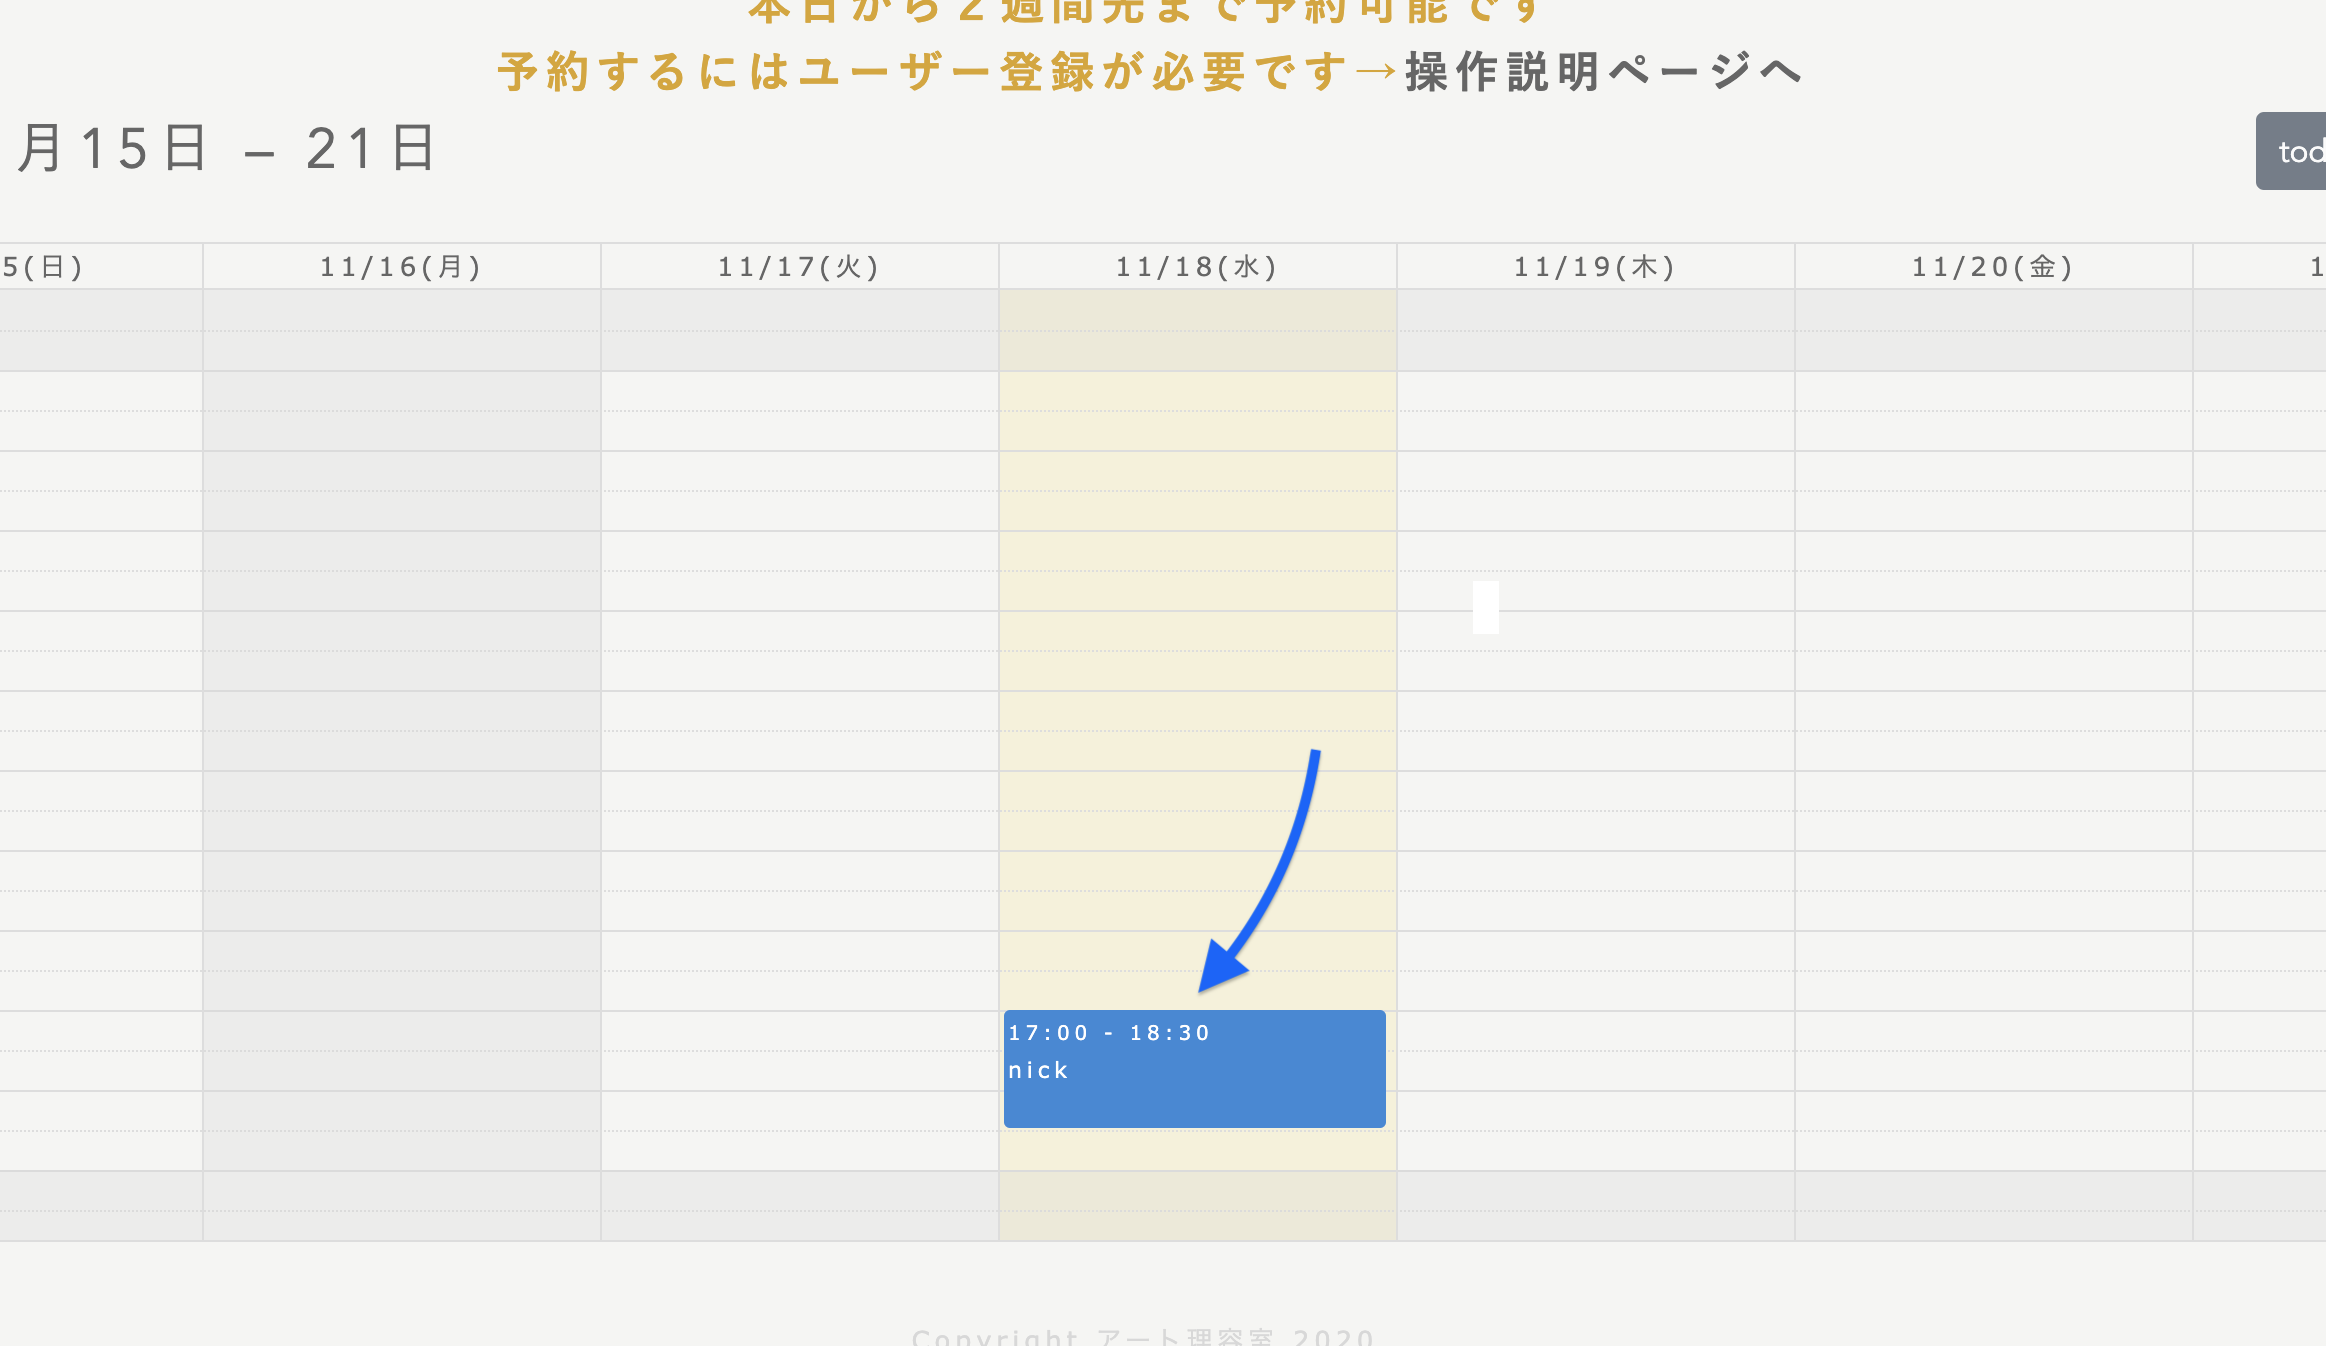 本日から２週間先まで予約可能です
予約するにはユーザー登録が必要です→操作説明ページへ
月15日 – 21日
tod
5(日)
11/16(月)
11/17(火)
11/18(水)
11/19(木)
11/20(金)
1
17:00 - 18:30
nick
Copyright アート理容室 2020